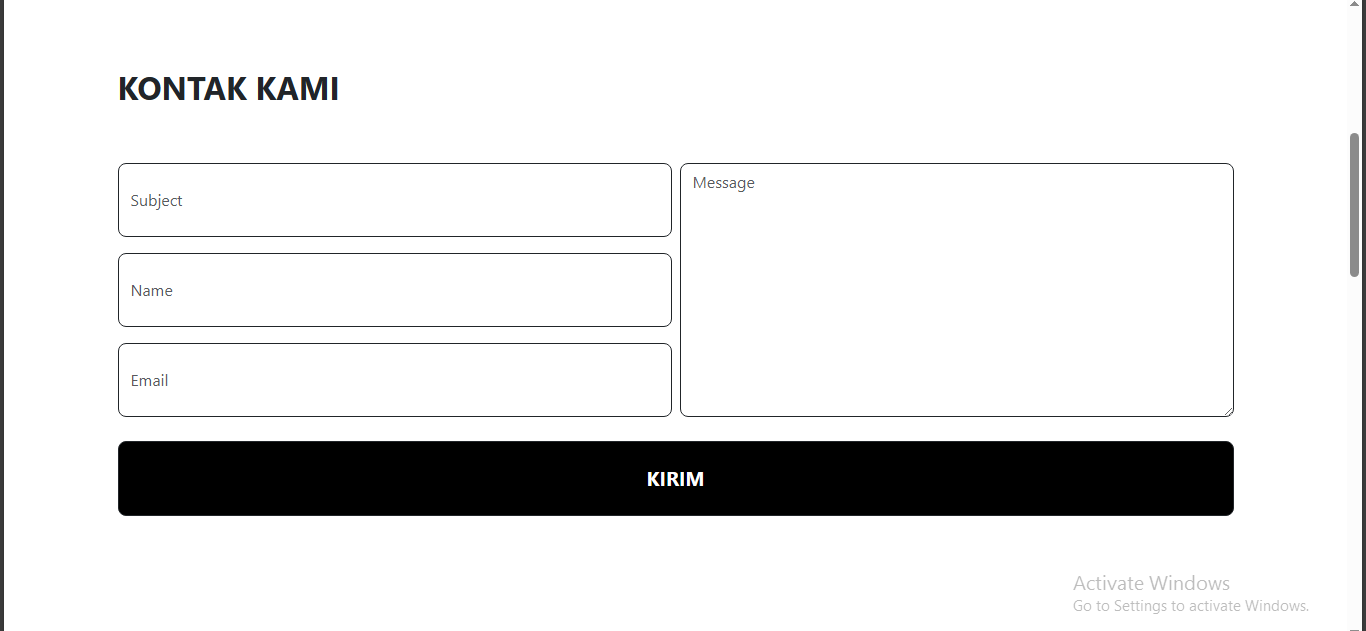 KONTAK KAMI
Subject
Message
Name
Email
KIRIM
Activate Windows
Go to Settings to activate Windows.